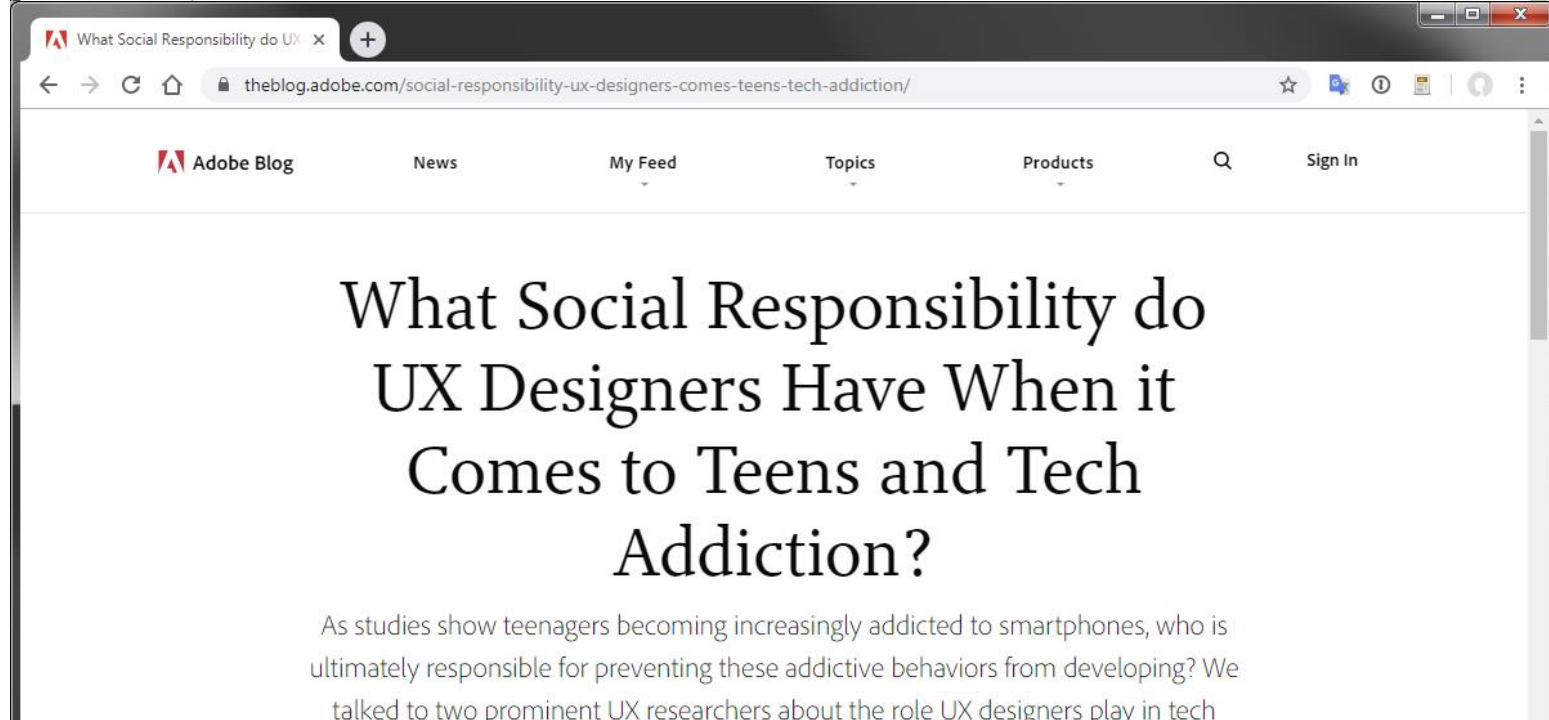 What Social Responsibility do UX
theblog.adobe.com/social-responsibility-ux-designers-comes-teens-tech-addiction/
Adobe Blog News My Feed Topics Products Sign In
What Social Responsibility do
UX Designers Have When it
Comes to Teens and Tech
Addiction?
As studies show teenagers becoming increasingly addicted to smartphones, who is
ultimately responsible for preventing these addictive behaviors from developing? We
talked to two prominent UX researchers about the role UX designers play in tech